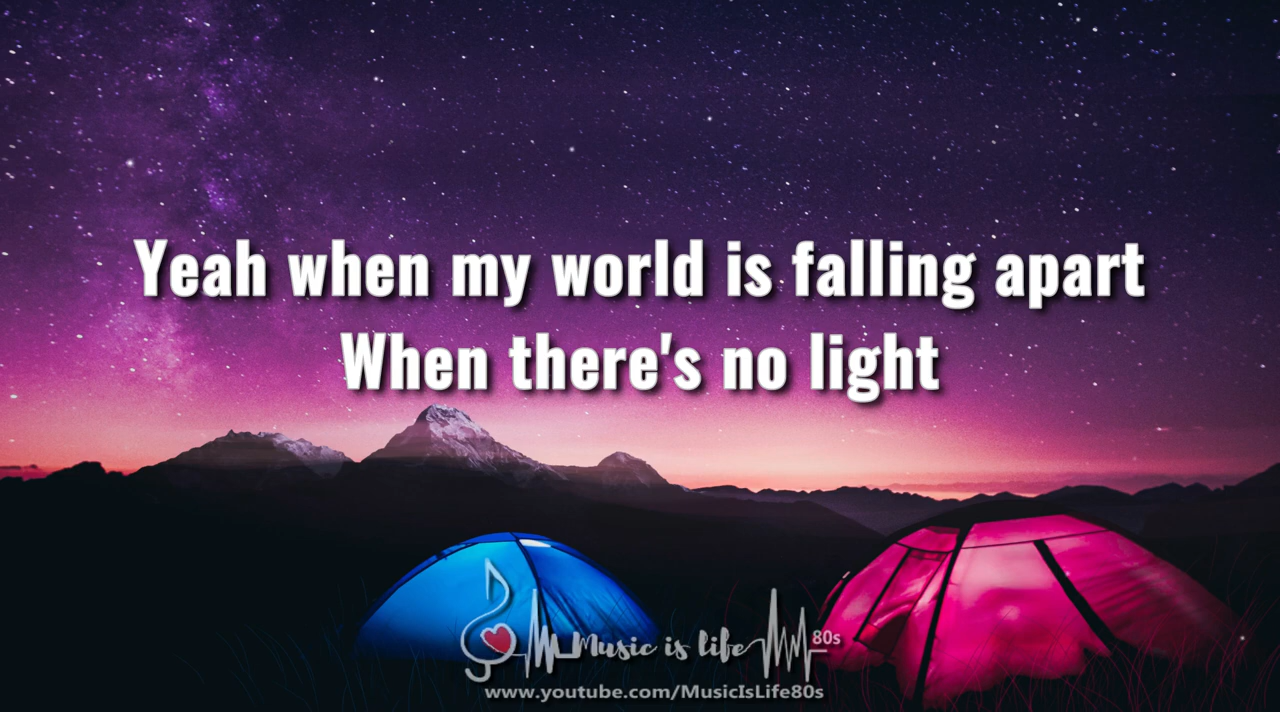 Yeah when my world is falling apart
When there's no light
Music is life 80s
www.youtube.com/MusicIsLife80s